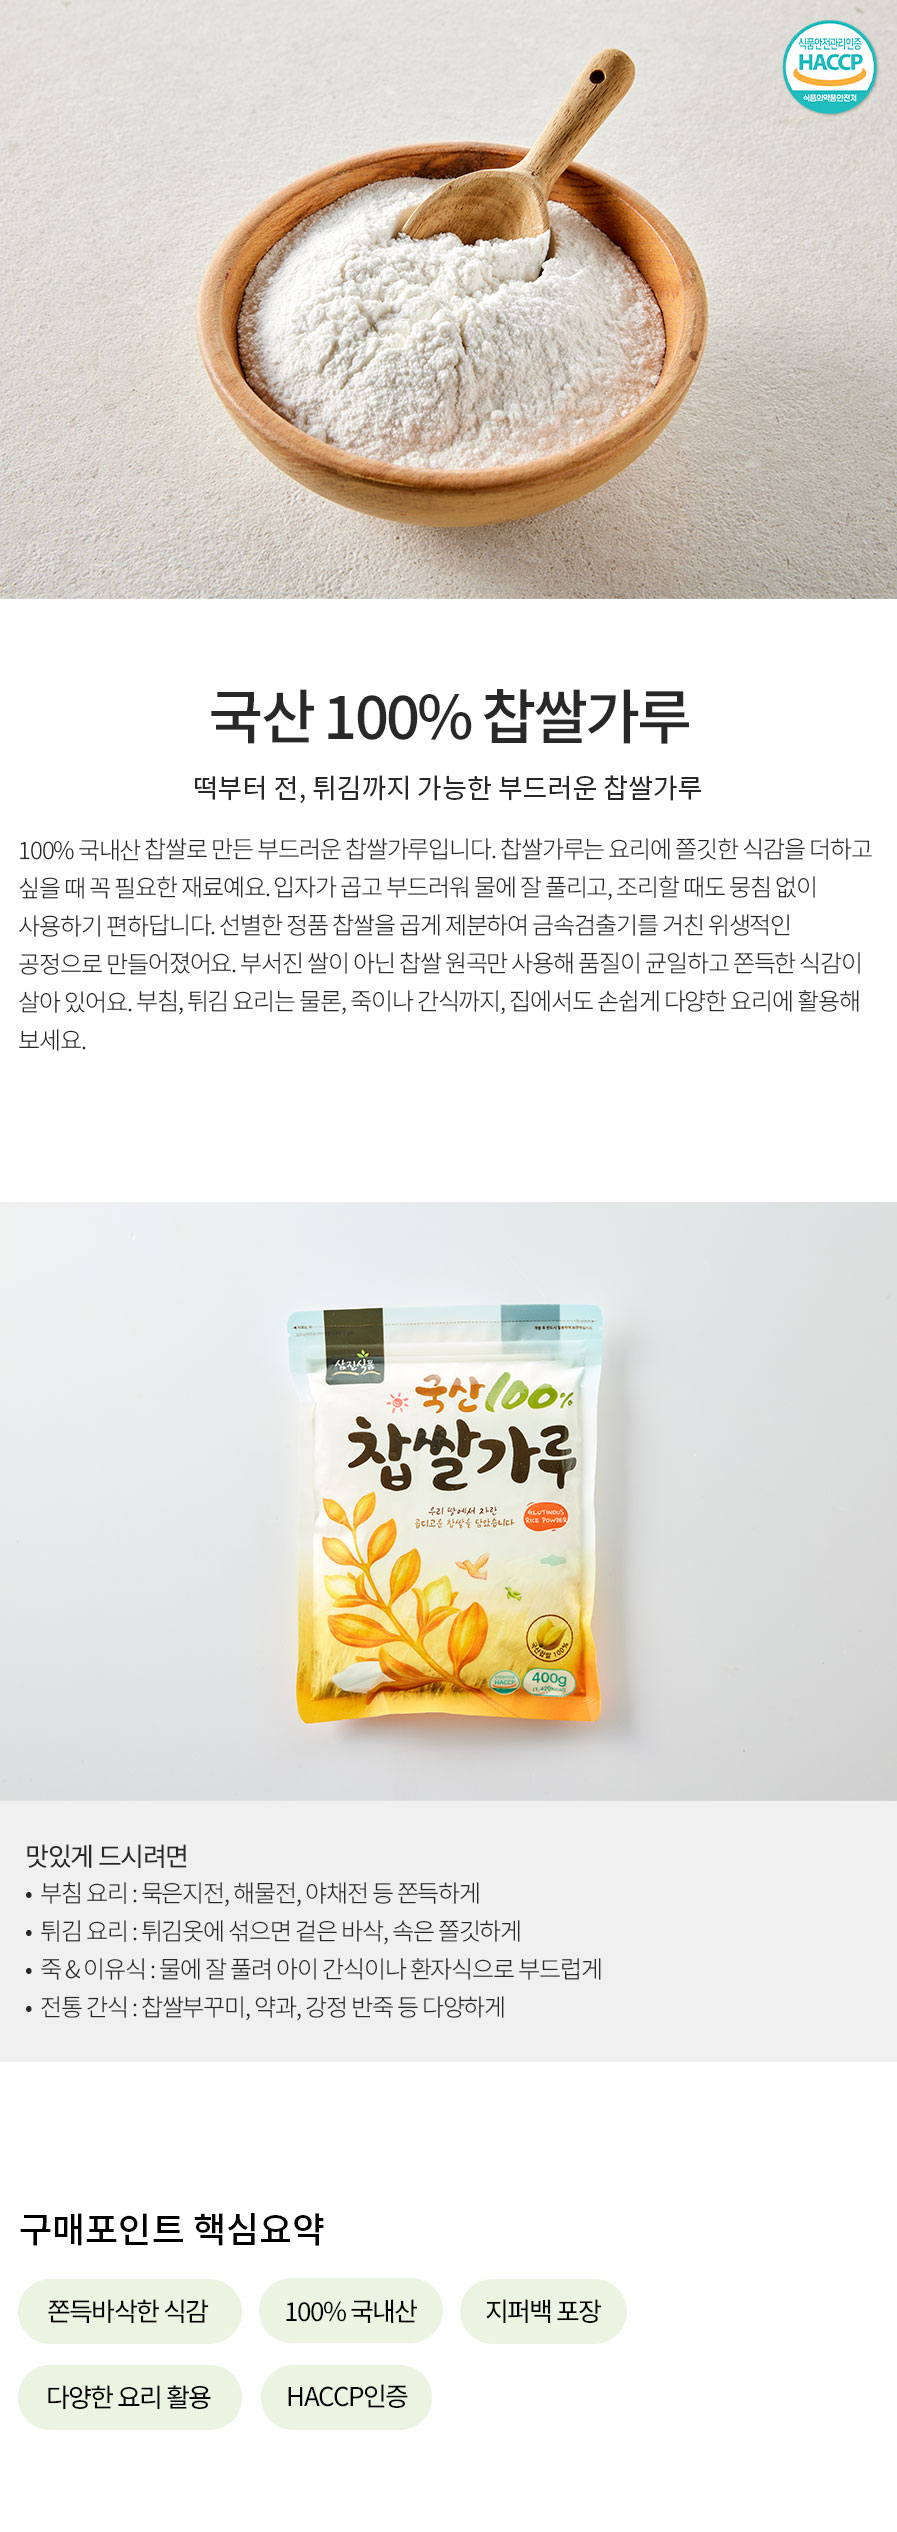 식품안전관리인증
HACCP
식품의약품안전처
국산 100% 찹쌀가루
떡부터 전, 튀김까지 가능한 부드러운 찹쌀가루
100% 국내산 찹쌀로 만든 부드러운 찹쌀가루입니다. 찹쌀가루는 요리에 쫄깃한 식감을 더하고
싶을 때 꼭 필요한 재료예요. 입자가 곱고 부드러워 물에 잘 풀리고, 조리할 때도 뭉침 없이
사용하기 편하답니다. 선별한 정품 찹쌀을 곱게 제분하여 금속검출기를 거친 위생적인
공정으로 만들어졌어요. 부서진 쌀이 아닌 찹쌀 원곡만 사용해 품질이 균일하고 쫀득한 식감이
살아 있어요. 부침, 튀김 요리는 물론, 죽이나 간식까지, 집에서도 손쉽게 다양한 요리에 활용해
보세요.
삼진식품
국산100%
찹쌀가루
우리 땅에서 자란
곱디고운 찹쌀을 담았습니다
GLUTINOUS
RICE POWDER
국산찹쌀 100%
HACCP
400g
맛있게 드시려면
• 부침 요리 : 묵은지전, 해물전, 야채전 등 쫀득하게
• 튀김 요리 : 튀김옷에 섞으면 겉은 바삭, 속은 쫄깃하게
• 죽 & 이유식 : 물에 잘 풀려 아이 간식이나 환자식으로 부드럽게
• 전통 간식 : 찹쌀부꾸미, 약과, 강정 반죽 등 다양하게
구매포인트 핵심요약
쫀득바삭한 식감
100% 국내산
지퍼백 포장
다양한 요리 활용
HACCP인증